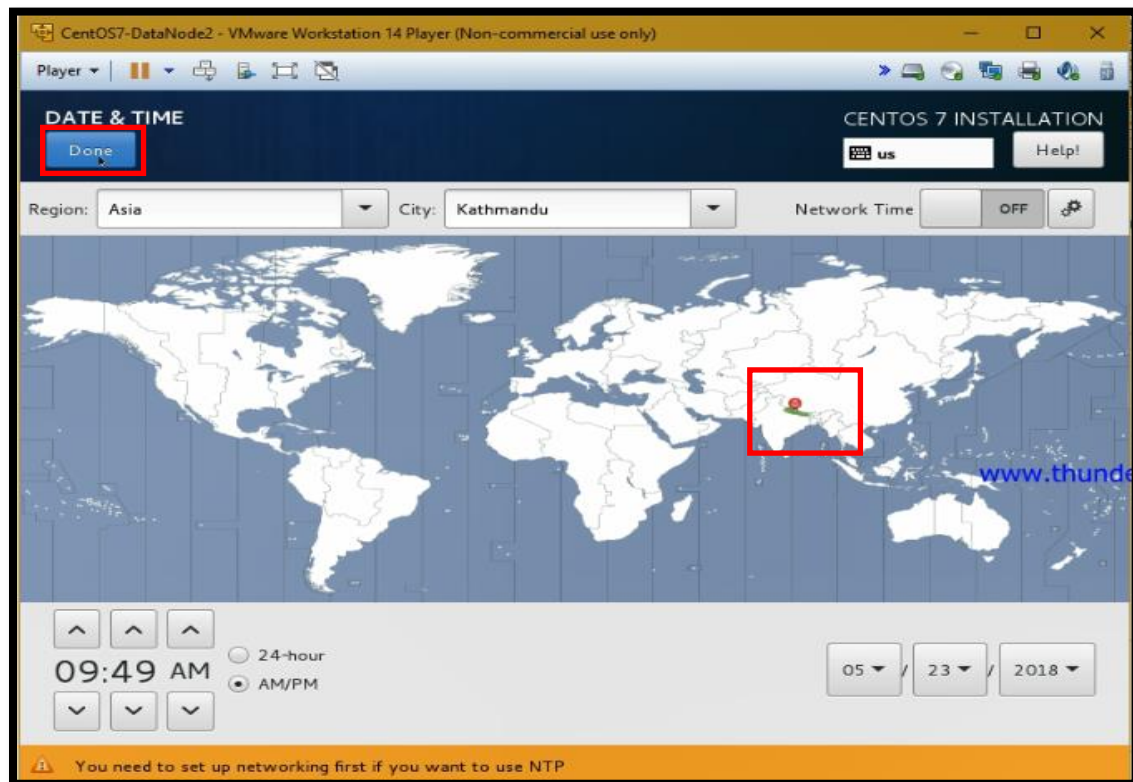 CentOS7-DataNode2 - VMware Workstation 14 Player (Non-commercial use only)
Player
DATE & TIME
CENTOS 7 INSTALLATION
Done
us
Help!
Region: Asia City: Kathmandu Network Time OFF
www.thunde
09:49 AM
24-hour
AM/PM
05 / 23 / 2018
You need to set up networking first if you want to use NTP